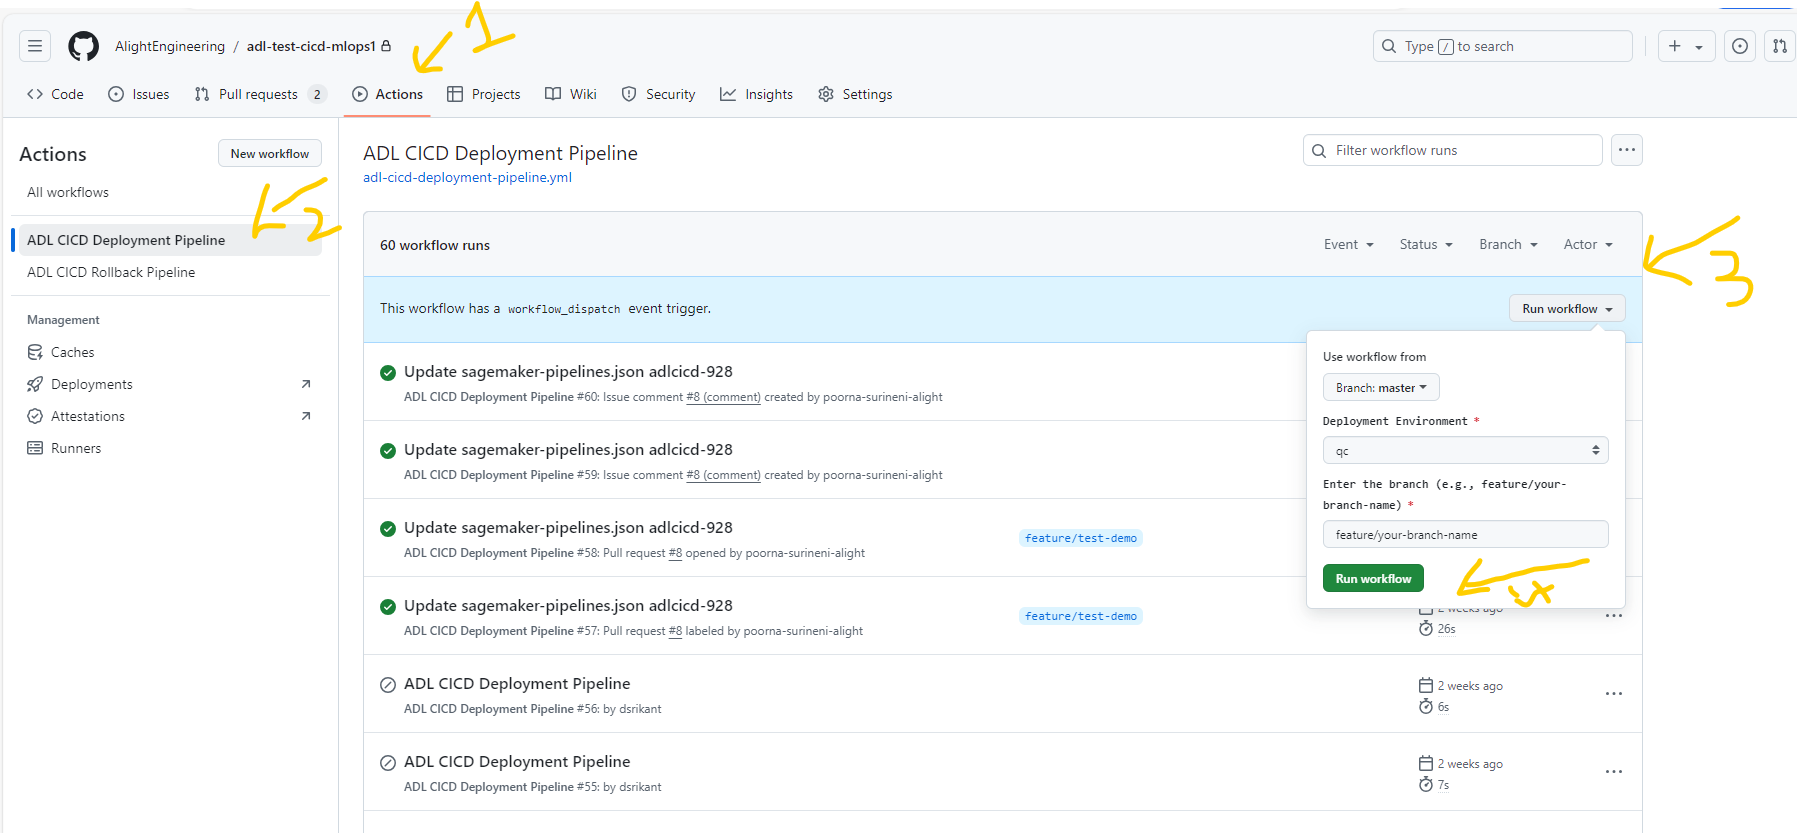 AlightEngineering / adl-test-cicd-mlops1
Type / to search
1
Code Issues Pull requests 2 Actions Projects Wiki Security Insights Settings
Actions
New workflow
All workflows
2
ADL CICD Deployment Pipeline
ADL CICD Rollback Pipeline
Management
Caches
Deployments
Attestations
Runners
ADL CICD Deployment Pipeline
adl-cicd-deployment-pipeline.yml
Filter workflow runs
60 workflow runs
Event Status Branch Actor
3
This workflow has a workflow_dispatch event trigger.
Run workflow
Use workflow from
Branch: master
Deployment Environment *
qc
Enter the branch (e.g., feature/your-
branch-name) *
feature/your-branch-name
Run workflow
Update sagemaker-pipelines.json adlcicd-928
ADL CICD Deployment Pipeline #60: Issue comment #8 (comment) created by poorna-surineni-alight
Update sagemaker-pipelines.json adlcicd-928
ADL CICD Deployment Pipeline #59: Issue comment #8 (comment) created by poorna-surineni-alight
Update sagemaker-pipelines.json adlcicd-928
ADL CICD Deployment Pipeline #58: Pull request #8 opened by poorna-surineni-alight
feature/test-demo
Update sagemaker-pipelines.json adlcicd-928
ADL CICD Deployment Pipeline #57: Pull request #8 labeled by poorna-surineni-alight
feature/test-demo
2 weeks ago
26s
ADL CICD Deployment Pipeline
ADL CICD Deployment Pipeline #56: by dsrikant
2 weeks ago
6s
ADL CICD Deployment Pipeline
ADL CICD Deployment Pipeline #55: by dsrikant
2 weeks ago
7s